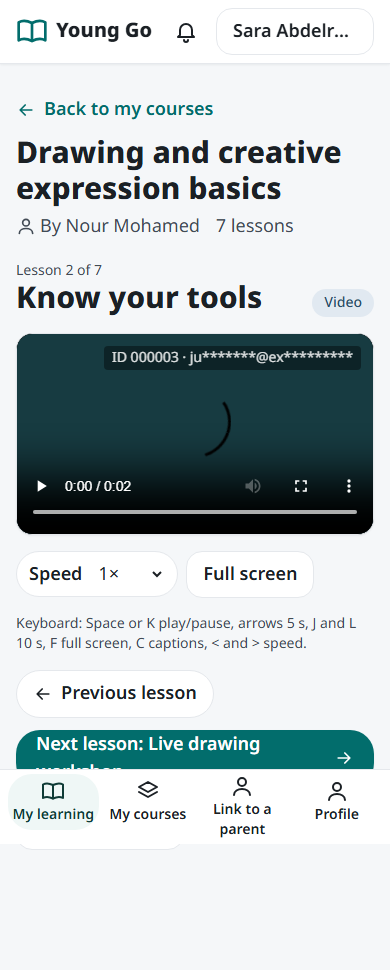 Young Go
Sara Abdelr...
Back to my courses
Drawing and creative
expression basics
By Nour Mohamed 7 lessons
Lesson 2 of 7
Know your tools
Video
ID 000003 · ju*******@ex*********
0:00 / 0:02
Speed 1×
Full screen
Keyboard: Space or K play/pause, arrows 5 s, J and L
10 s, F full screen, C captions, < and > speed.
Previous lesson
Next lesson: Live drawing
My learning
My courses
Link to a
parent
Profile